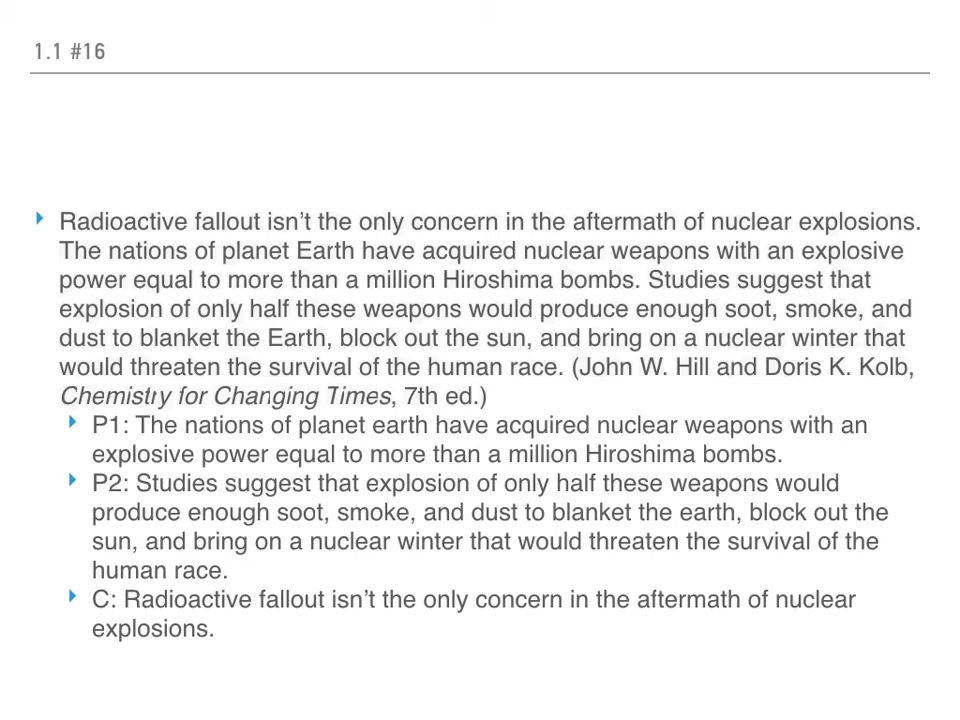 1.1 #16
Radioactive fallout isn’t the only concern in the aftermath of nuclear explosions.
The nations of planet Earth have acquired nuclear weapons with an explosive
power equal to more than a million Hiroshima bombs. Studies suggest that
explosion of only half these weapons would produce enough soot, smoke, and
dust to blanket the Earth, block out the sun, and bring on a nuclear winter that
would threaten the survival of the human race. (John W. Hill and Doris K. Kolb,
Chemistry for Changing Times, 7th ed.)
P1: The nations of planet earth have acquired nuclear weapons with an
explosive power equal to more than a million Hiroshima bombs.
P2: Studies suggest that explosion of only half these weapons would
produce enough soot, smoke, and dust to blanket the earth, block out the
sun, and bring on a nuclear winter that would threaten the survival of the
human race.
C: Radioactive fallout isn’t the only concern in the aftermath of nuclear
explosions.